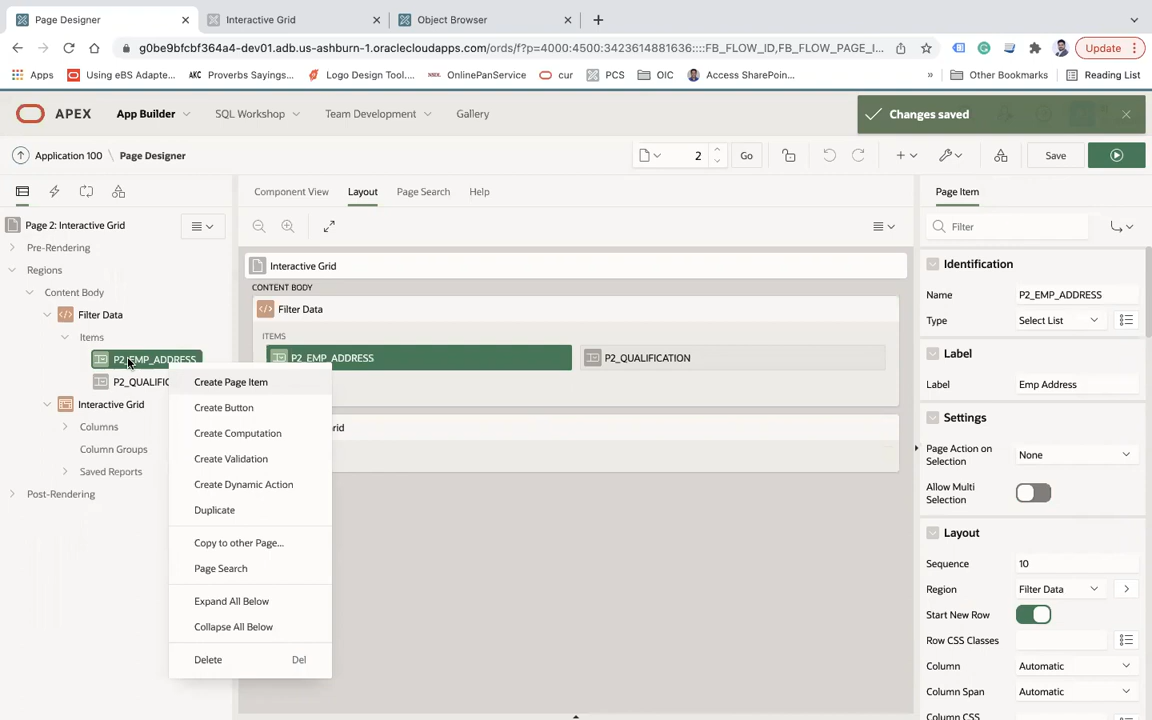 Page Designer
Interactive Grid
Object Browser
g0be9bfcbf364a4-dev01.adb.us-ashburn-1.oraclecloudapps.com/ords/f?p=4000:4500:3423614881636::::FB_FLOW_ID,FB_FLOW_PAGE_I...
Update
Apps
Using eBS Adapte...
AKC Proverbs Sayings...
Logo Design Tool....
OnlinePanService
cur
PCS
OIC
Access SharePoin...
»
Other Bookmarks
Reading List
APEX
App Builder
SQL Workshop
Team Development
Gallery
Changes saved
Application 100 \ Page Designer
2
Go
Save
Component View
Layout
Page Search
Help
Page Item
Page 2: Interactive Grid
Filter
Pre-Rendering
Regions
Content Body
Filter Data
Items
P2_EMP_ADDRESS
P2_QUALIFIC
Interactive Grid
Columns
Column Groups
Saved Reports
Post-Rendering
Create Page Item
Create Button
Create Computation
Create Validation
Create Dynamic Action
Duplicate
Copy to other Page...
Page Search
Expand All Below
Collapse All Below
Delete Del
Interactive Grid
CONTENT BODY
Filter Data
ITEMS
P2_EMP_ADDRESS
P2_QUALIFICATION
rid
Identification
Name P2_EMP_ADDRESS
Type Select List
Label
Label Emp Address
Settings
Page Action on
Selection
None
Allow Multi
Selection
Layout
Sequence 10
Region Filter Data
Start New Row
Row CSS Classes
Column Automatic
Column Span Automatic
Column CSS